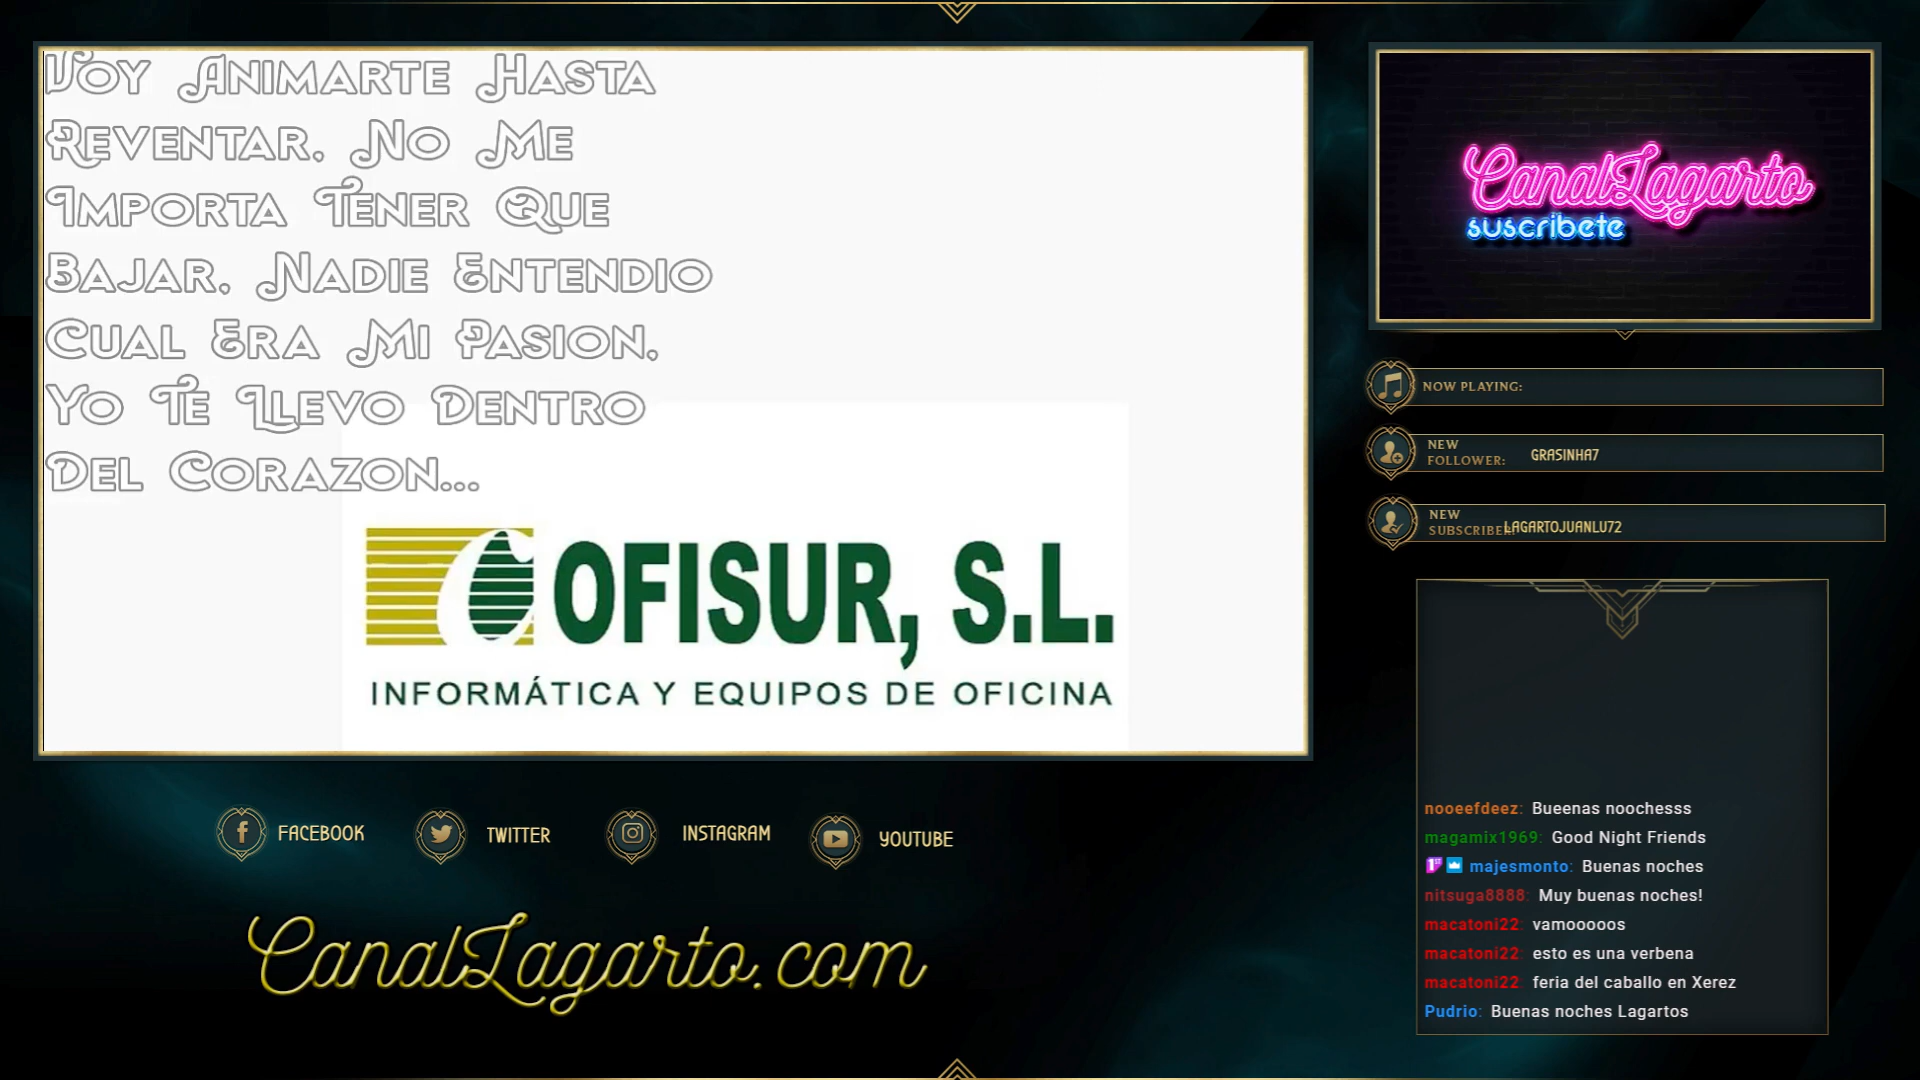 Voy Animarte Hasta
Reventar. No Me
Importa Tener Que
Bajar. Nadie Entendio
Cual Era Mi Pasion.
Yo Te Llevo Dentro
Del Corazon...
OFISUR, S.L.
INFORMÁTICA Y EQUIPOS DE OFICINA
CanalLagarto
suscribete
NOW PLAYING:
NEW
FOLLOWER: GRASINHA7
NEW
SUBSCRIBER: LAGARTOJUANLU72
nooeefdeez: Bueenas noochesss
magamix1969: Good Night Friends
majesmonto: Buenas noches
nitsuga8888: Muy buenas noches!
macatoni22: vamooooos
macatoni22: esto es una verbena
macatoni22: feria del caballo en Xerez
Pudrio: Buenas noches Lagartos
FACEBOOK TWITTER INSTAGRAM YOUTUBE
CanalLagarto.com